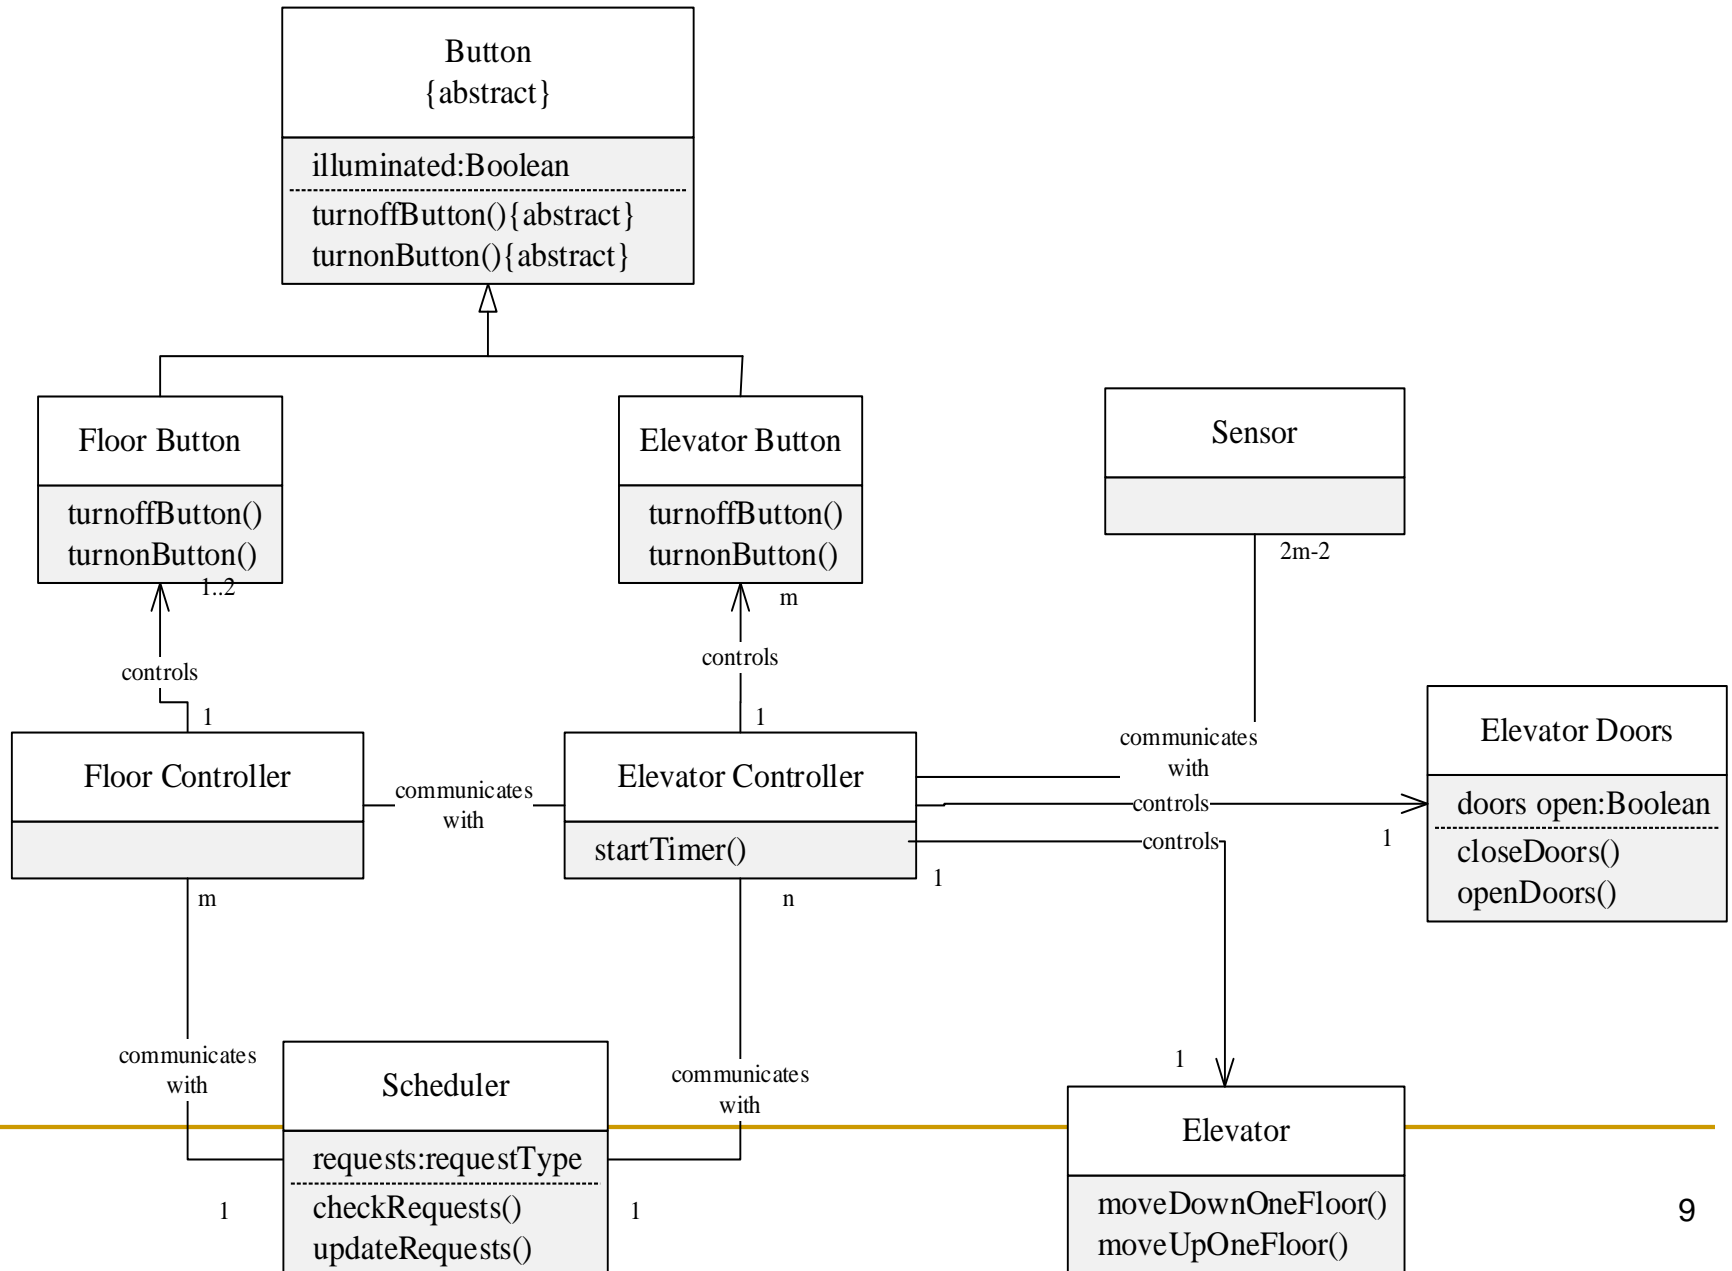 Button
{abstract}
illuminated:Boolean
turnoffButton(){abstract}
turnonButton(){abstract}
Floor Button
turnoffButton()
turnonButton()
1..2
Elevator Button
turnoffButton()
turnonButton()
m
Sensor
2m-2
controls
1
controls
1
Floor Controller
m
communicates
with
Elevator Controller
startTimer()
n
1
communicates
with
controls
controls
1
Elevator Doors
doors open:Boolean
closeDoors()
openDoors()
communicates
with
1
Scheduler
requests:requestType
checkRequests()
updateRequests()
communicates
with
1
1
Elevator
moveDownOneFloor()
moveUpOneFloor()
9